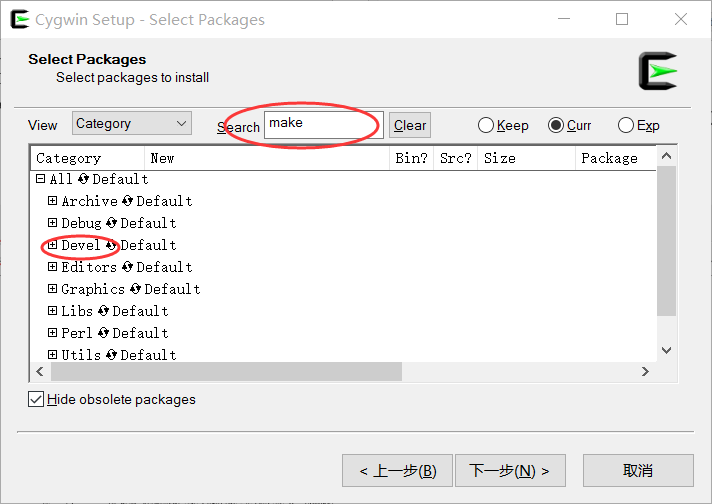 Cygwin Setup - Select Packages
Select Packages
Select packages to install
View Category Search make Clear Keep Curr Exp
Category New Bin? Src? Size Package
All Default
Archive Default
Debug Default
Devel Default
Editors Default
Graphics Default
Libs Default
Perl Default
Utils Default
Hide obsolete packages
< 上一步(B) 下一步(N) > 取消